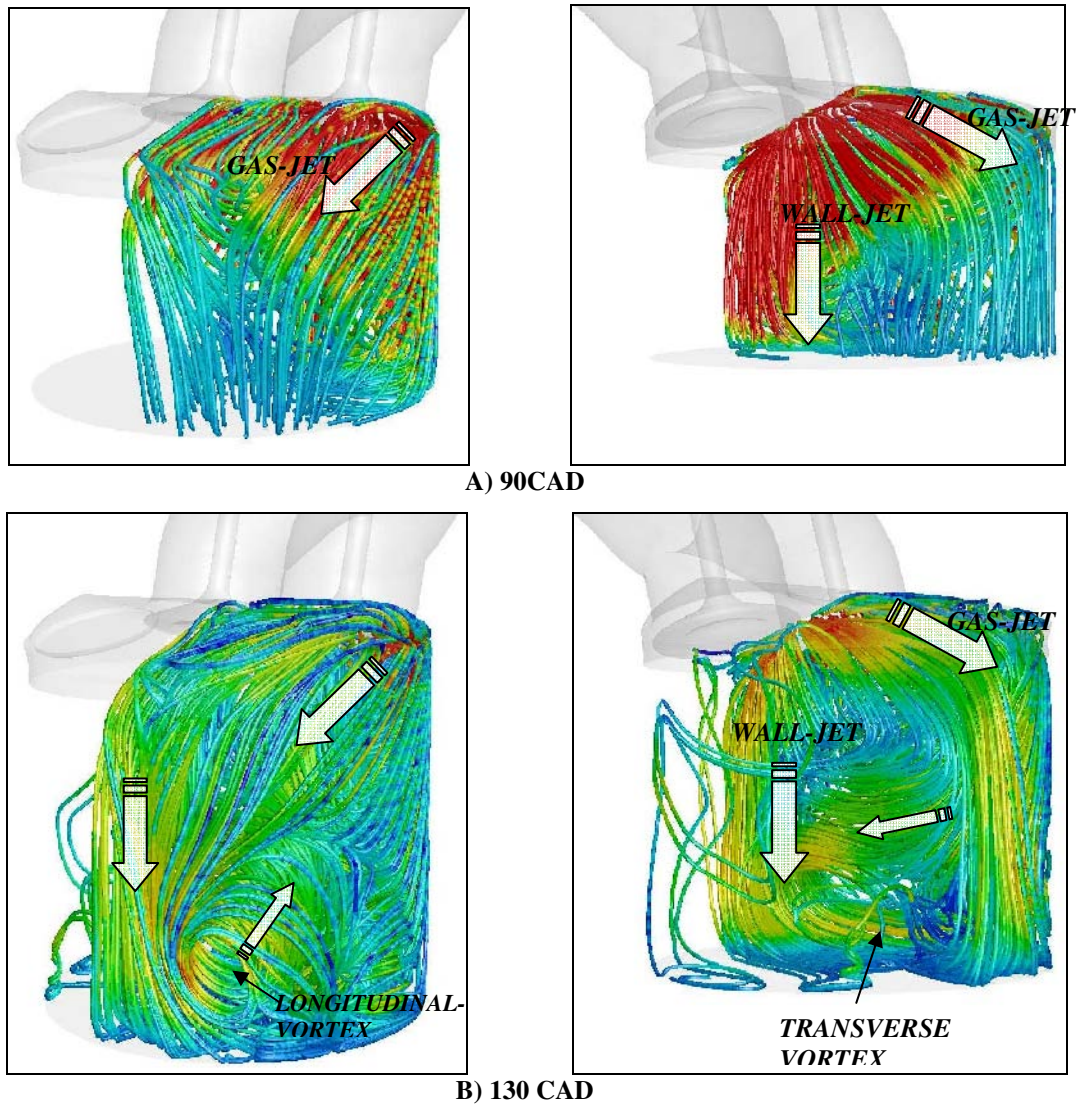 GAS-JET
GAS-JET
WALL-JET
A) 90CAD
GAS-JET
WALL-JET
LONGITUDINAL-
VORTEX
TRANSVERSE
VORTEX
B) 130 CAD